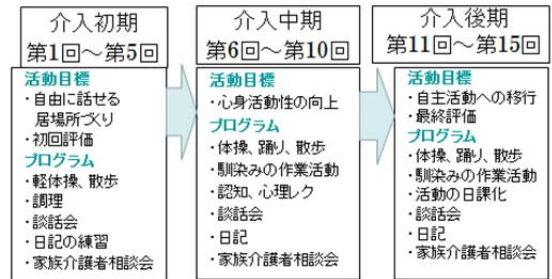 介入初期
第1回～第5回
活動目標
・自由に話せる
居場所づくり
・初回評価
プログラム
・軽体操、散歩
・調理
・談話会
・日記の練習
・家族介護者相談会
介入中期
第6回～第10回
活動目標
・心身活動性の向上
プログラム
・体操、踊り、散歩
・馴染みの作業活動
・認知、心理レク
・談話会
・日記
・家族介護者相談会
介入後期
第11回～第15回
活動目標
・自主活動への移行
・最終評価
プログラム
・体操、踊り、散歩
・馴染みの作業活動
・活動の日課化
・談話会
・日記
・家族介護者相談会